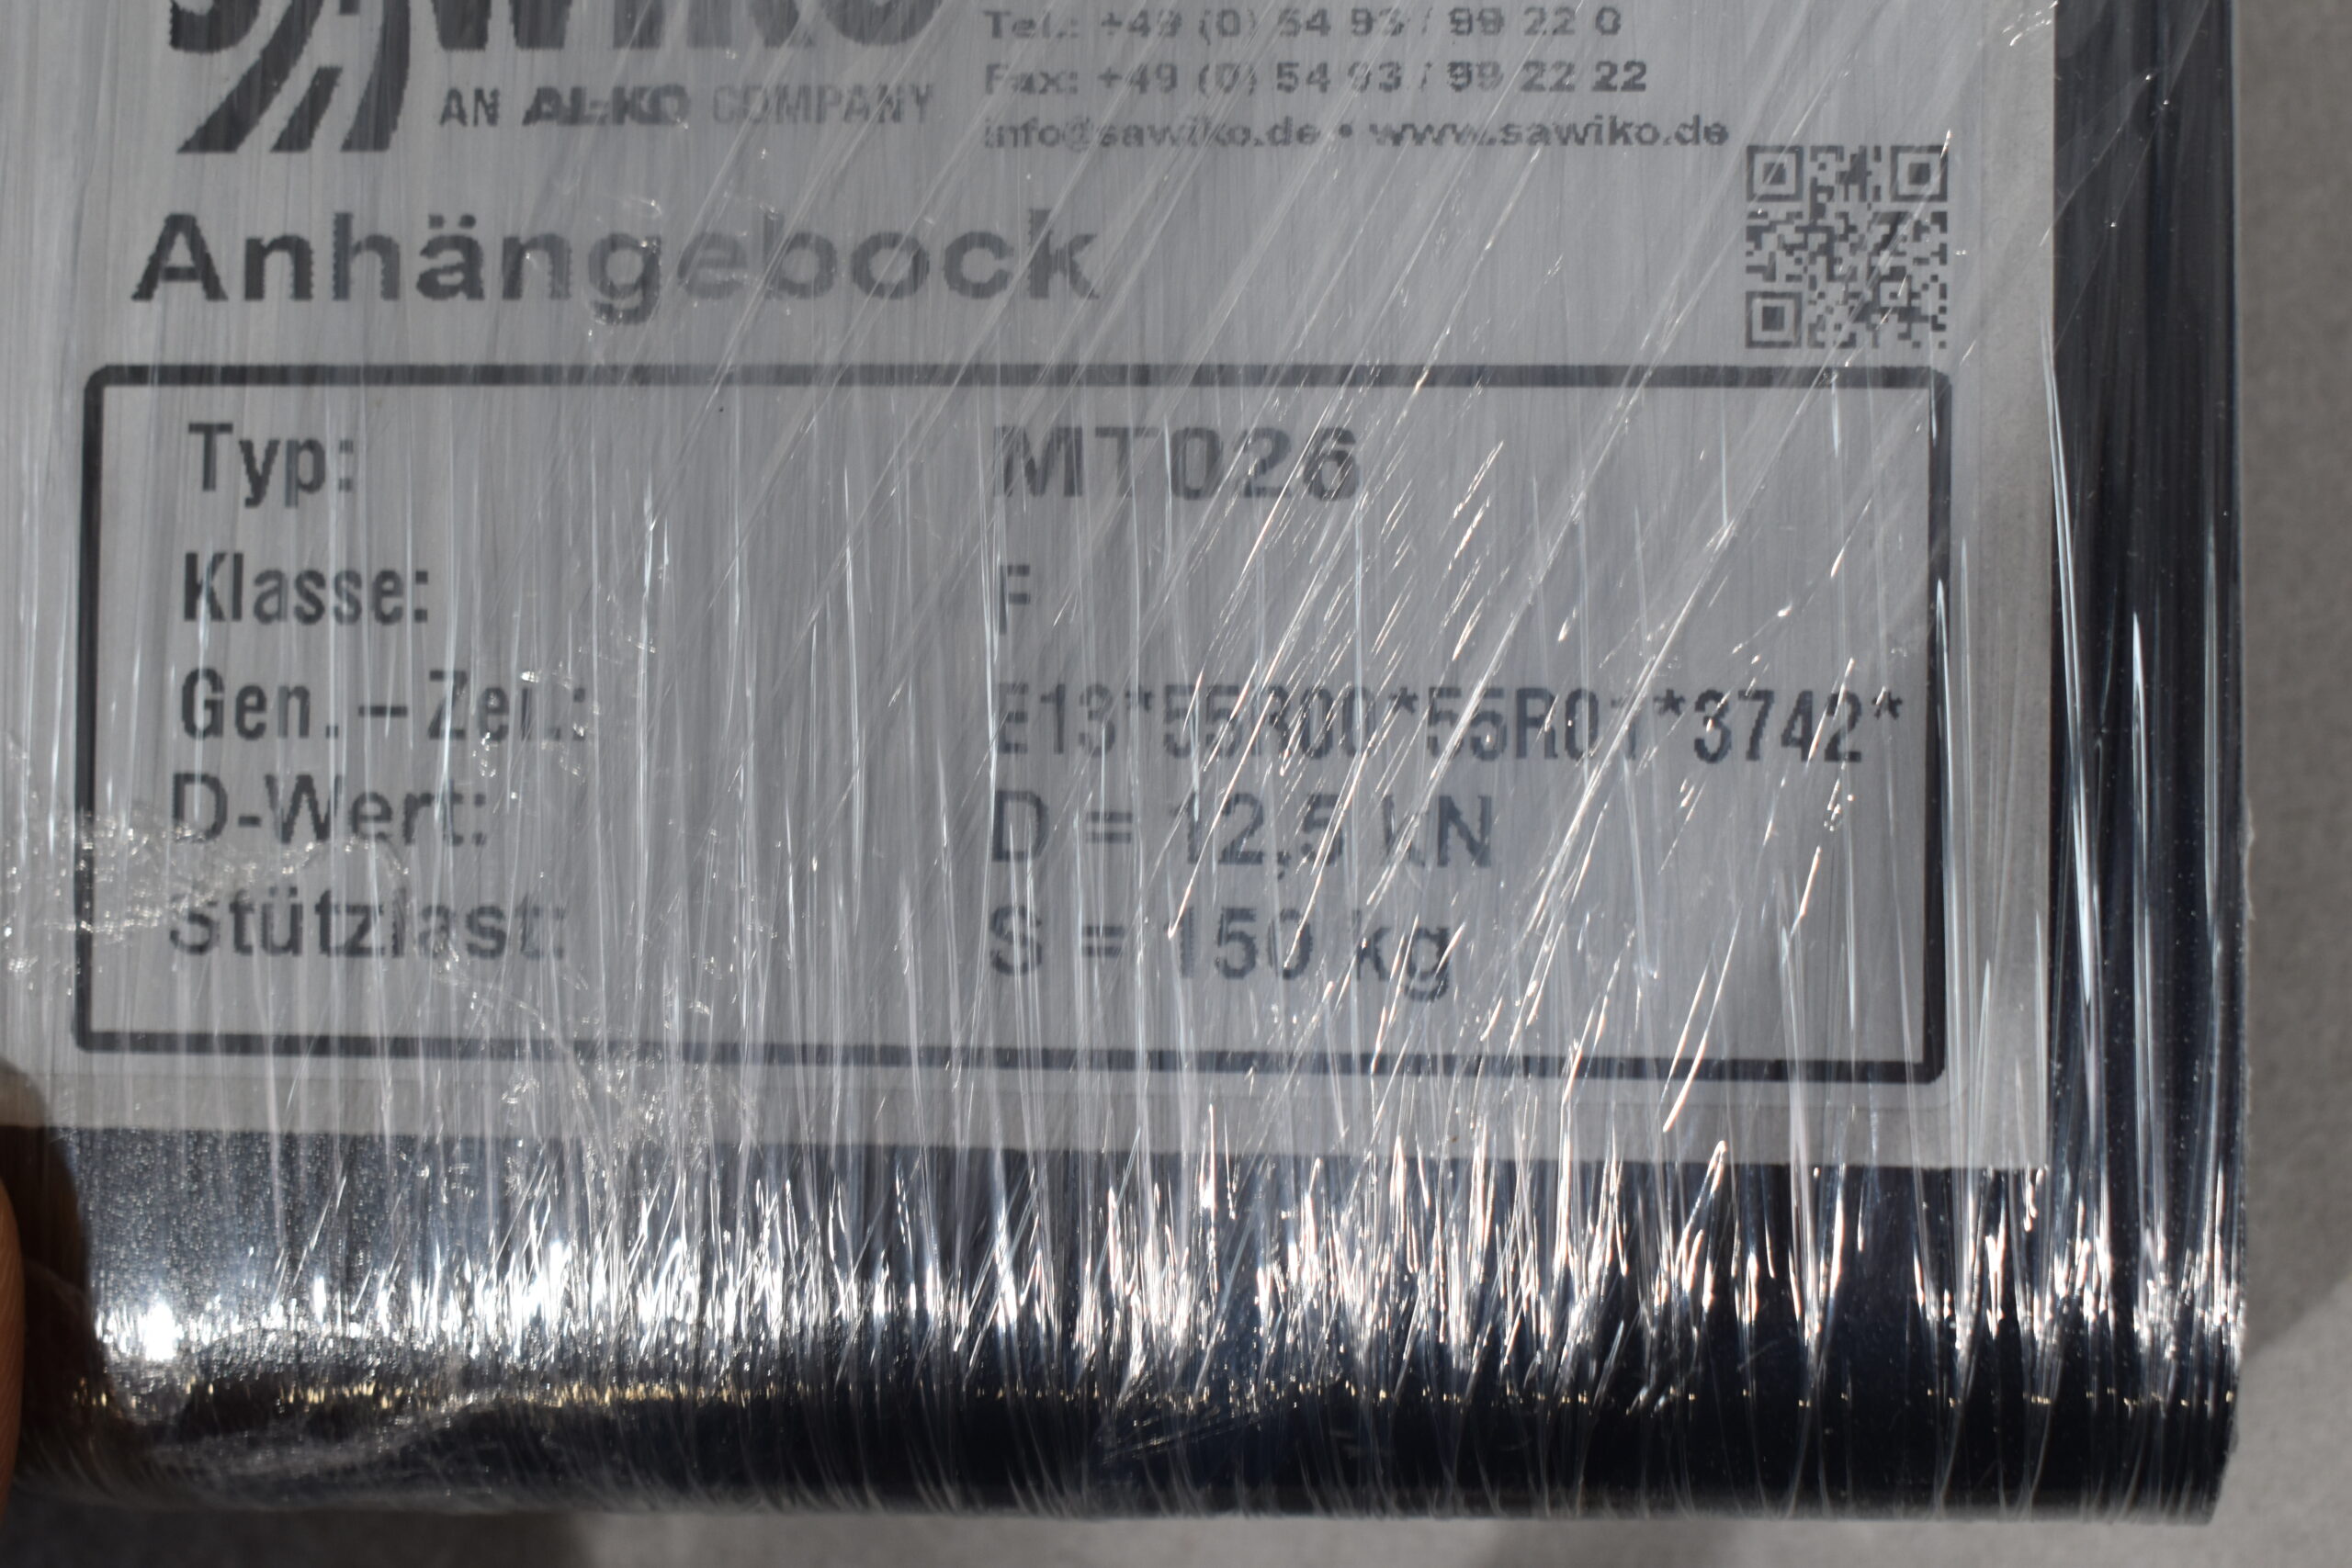 SAWIKO
AN AL-KO COMPANY
Tel.: +49 (0) 54 93 / 99 22 0
Fax: +49 (0) 54 93 / 99 22 22
info@sawiko.de • www.sawiko.de
Anhängebock
Typ: MT026
Klasse: F
Gen.-Zei.: E13*55R00*55R01*3742*
D-Wert: D = 12,5 kN
Stützlast: S = 150 kg